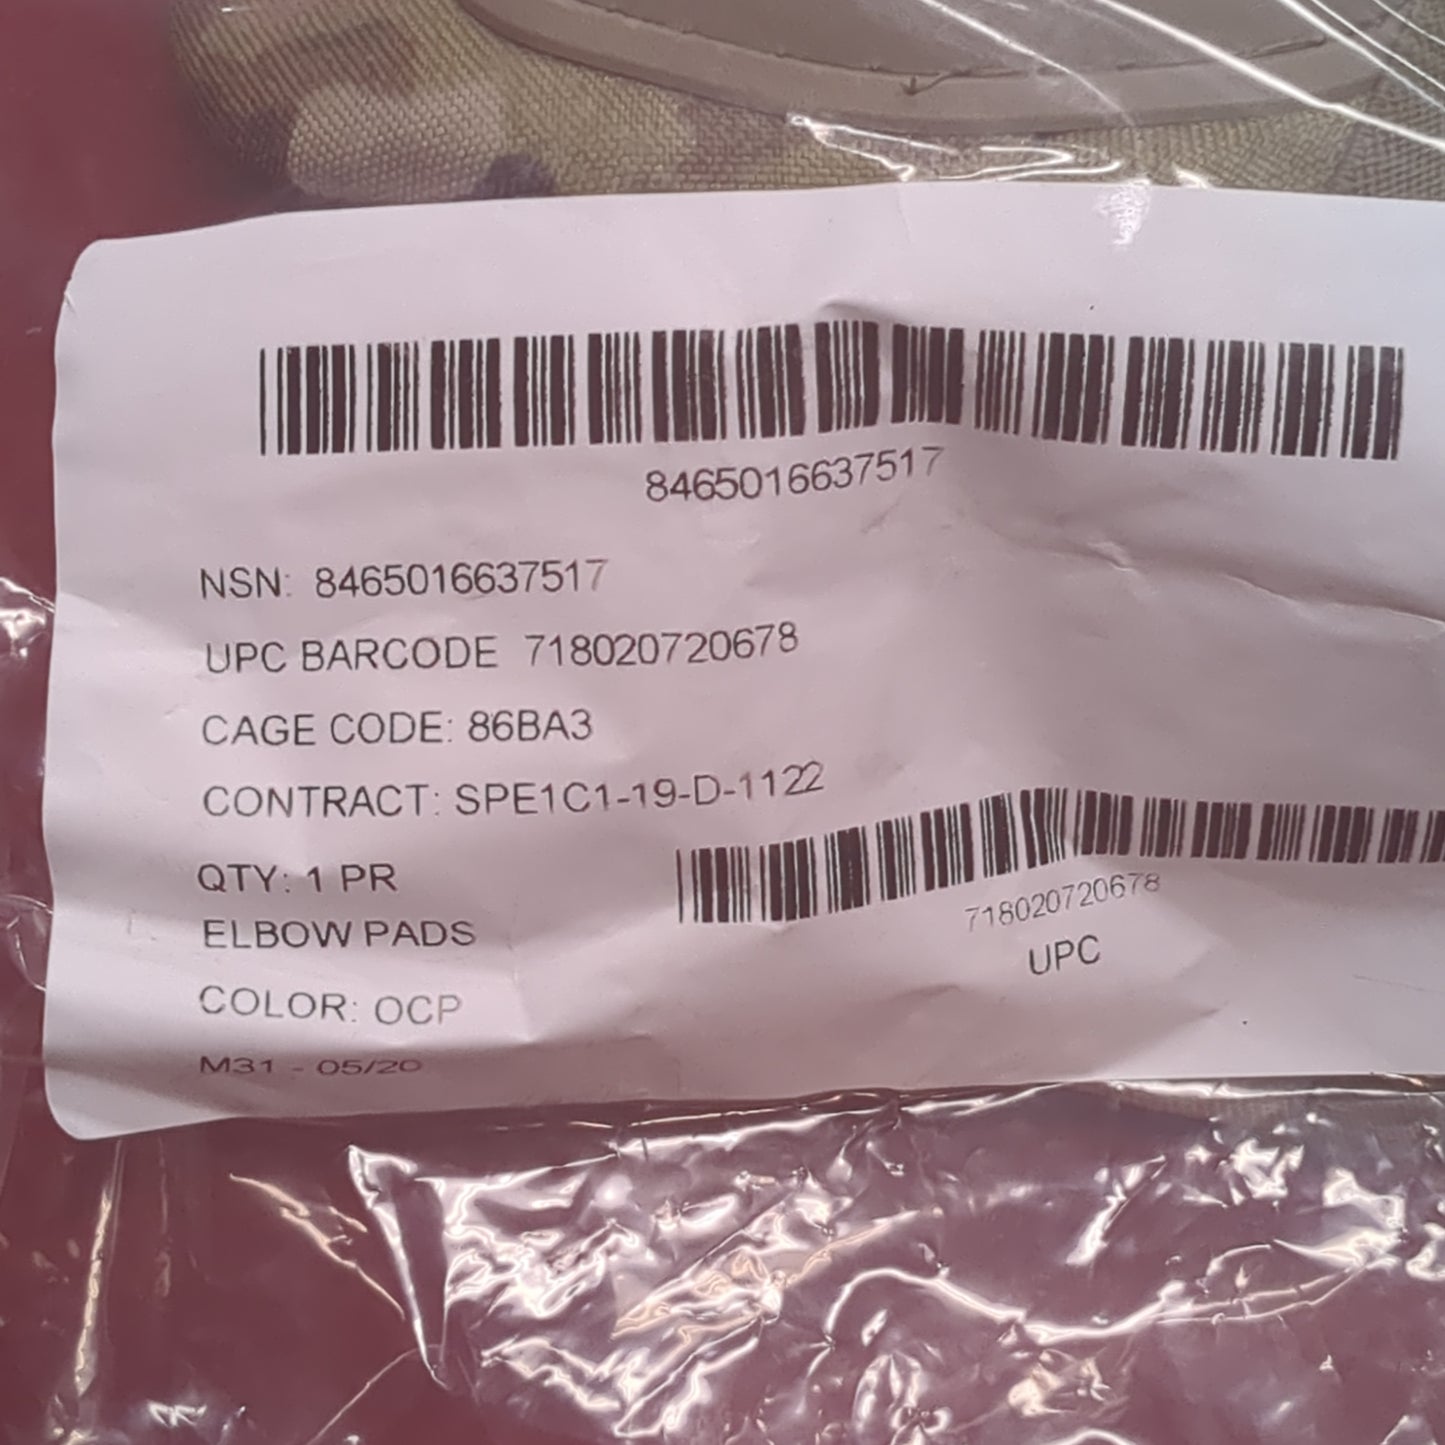 8465016637517
NSN: 8465016637517
UPC BARCODE 718020720678
CAGE CODE: 86BA3
CONTRACT: SPE1C1-19-D-1122
QTY: 1 PR
ELBOW PADS
COLOR: OCP
M31 - 05/20
718020720678
UPC